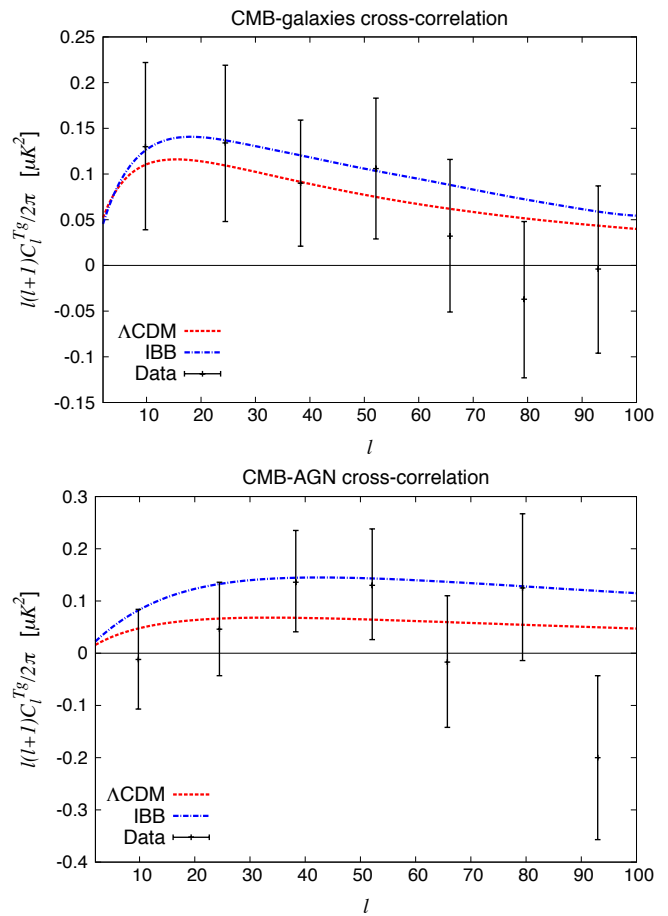 CMB-galaxies cross-correlation
0.25
0.2
0.15
0.1
0.05
0
-0.05
-0.1
-0.15
l(l+1)C_l^{Tg}/2π [μK²]
ΛCDM
IBB
Data
10 20 30 40 50 60 70 80 90 100
l
CMB-AGN cross-correlation
0.3
0.2
0.1
0
-0.1
-0.2
-0.3
-0.4
l(l+1)C_l^{Tg}/2π [μK²]
ΛCDM
IBB
Data
10 20 30 40 50 60 70 80 90 100
l